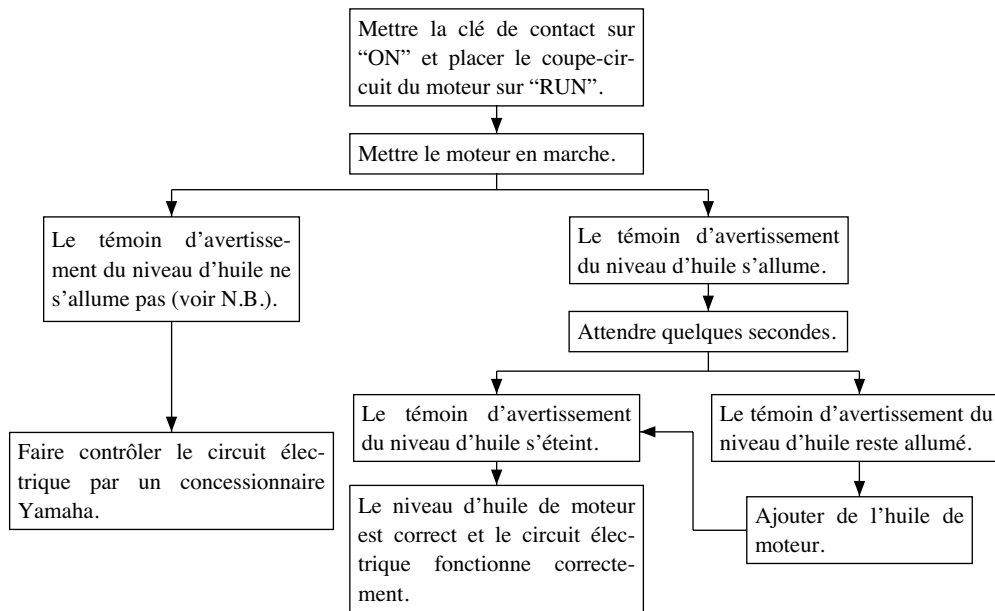 Mettre la clé de contact sur
“ON” et placer le coupe-cir-
cuit du moteur sur “RUN”.
Mettre le moteur en marche.
Le témoin d’avertisse-
ment du niveau d’huile ne
s’allume pas (voir N.B.).
Faire contrôler le circuit élec-
trique par un concessionnaire
Yamaha.
Le témoin d’avertissement
du niveau d’huile s’allume.
Attendre quelques secondes.
Le témoin d’avertissement
du niveau d’huile s’éteint.
Le niveau d’huile de moteur
est correct et le circuit élec-
trique fonctionne correcte-
ment.
Le témoin d’avertissement du
niveau d’huile reste allumé.
Ajouter de l’huile de
moteur.